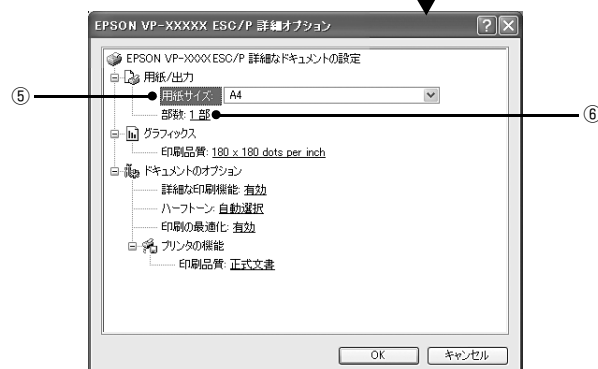 EPSON VP-XXXXX ESC/P 詳細オプション
EPSON VP-XXXXESC/P 詳細なドキュメントの設定
用紙/出力
⑤
用紙サイズ: A4
部数: 1 部
⑥
グラフィックス
印刷品質: 180 x 180 dots per inch
ドキュメントのオプション
詳細な印刷機能: 有効
ハーフトーン: 自動選択
印刷の最適化: 有効
プリンタの機能
印刷品質: 正式文書
OK キャンセル